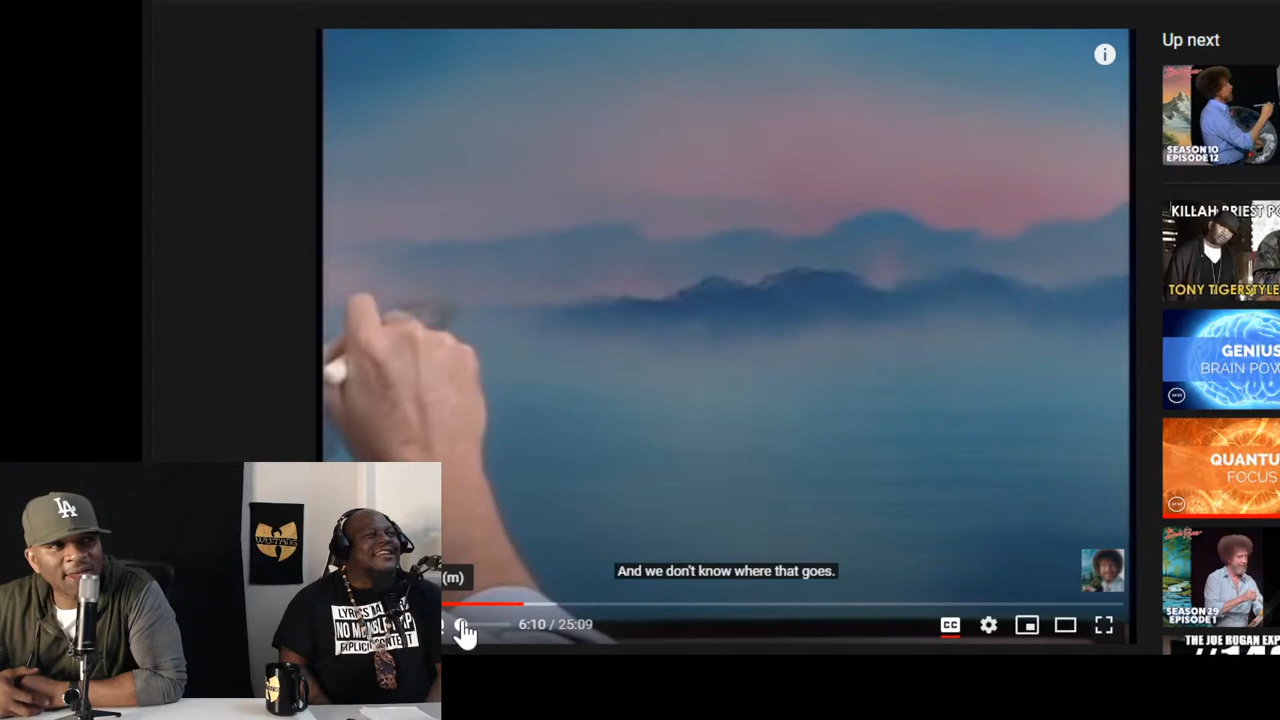 Up next
SEASON 10
EPISODE 12
KILLAH PRIEST PO
TONY TIGERSTYLE
GENIUS
BRAIN POW
QUANTU
FOCUS
SEASON 29
EPISODE 1
THE JOE ROGAN EXP
And we don't know where that goes.
(m)
6:10 / 25:09
CC
LA
WU-TANG